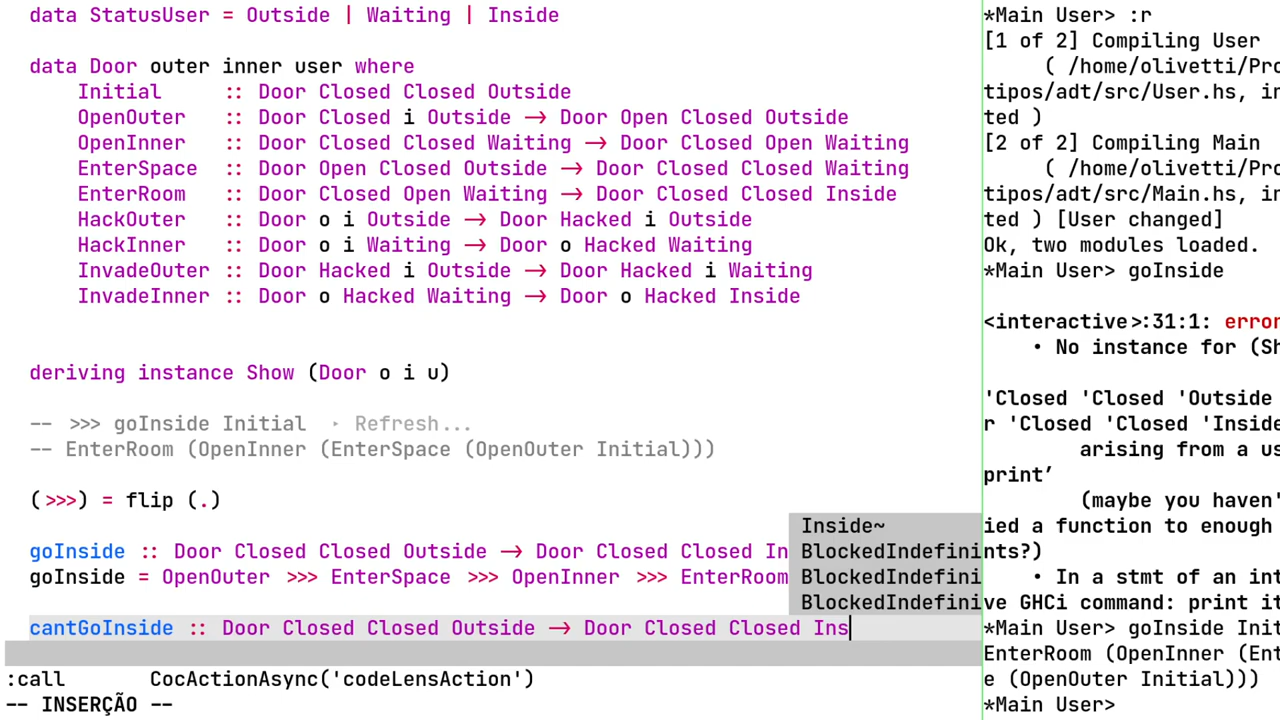 data StatusUser = Outside | Waiting | Inside
data Door outer inner user where
Initial :: Door Closed Closed Outside
OpenOuter :: Door Closed i Outside -> Door Open Closed Outside
OpenInner :: Door Closed Closed Waiting -> Door Closed Open Waiting
EnterSpace :: Door Open Closed Outside -> Door Closed Closed Waiting
EnterRoom :: Door Closed Open Waiting -> Door Closed Closed Inside
HackOuter :: Door o i Outside -> Door Hacked i Outside
HackInner :: Door o i Waiting -> Door o Hacked Waiting
InvadeOuter :: Door Hacked i Outside -> Door Hacked i Waiting
InvadeInner :: Door o Hacked Waiting -> Door o Hacked Inside
deriving instance Show (Door o i u)
-- >>> goInside Initial ‣ Refresh...
-- EnterRoom (OpenInner (EnterSpace (OpenOuter Initial)))
(>>>) = flip (.)
goInside :: Door Closed Closed Outside -> Door Closed Closed In
goInside = OpenOuter >>> EnterSpace >>> OpenInner >>> EnterRoom
Inside~
BlockedIndefini
BlockedIndefini
BlockedIndefini
cantGoInside :: Door Closed Closed Outside -> Door Closed Closed Ins
:call CocActionAsync('codeLensAction')
-- INSERÇÃO --
*Main User> :r
[1 of 2] Compiling User
( /home/olivetti/Pro
tipos/adt/src/User.hs, in
ted )
[2 of 2] Compiling Main
( /home/olivetti/Pro
tipos/adt/src/Main.hs, in
ted ) [User changed]
Ok, two modules loaded.
*Main User> goInside
<interactive>:31:1: error
• No instance for (Sh
'Closed 'Closed 'Outside
r 'Closed 'Closed 'Inside
arising from a us
print’
(maybe you haven'
ied a function to enough
nts?)
• In a stmt of an int
ve GHCi command: print it
*Main User> goInside Init
EnterRoom (OpenInner (Ent
e (OpenOuter Initial)))
*Main User>